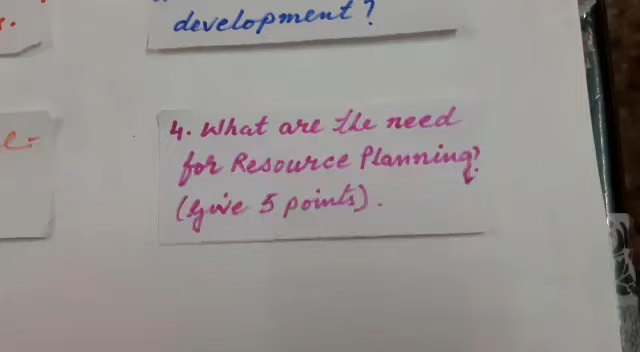 development?
4. What are the need
for Resource Planning?
(Give 5 points).